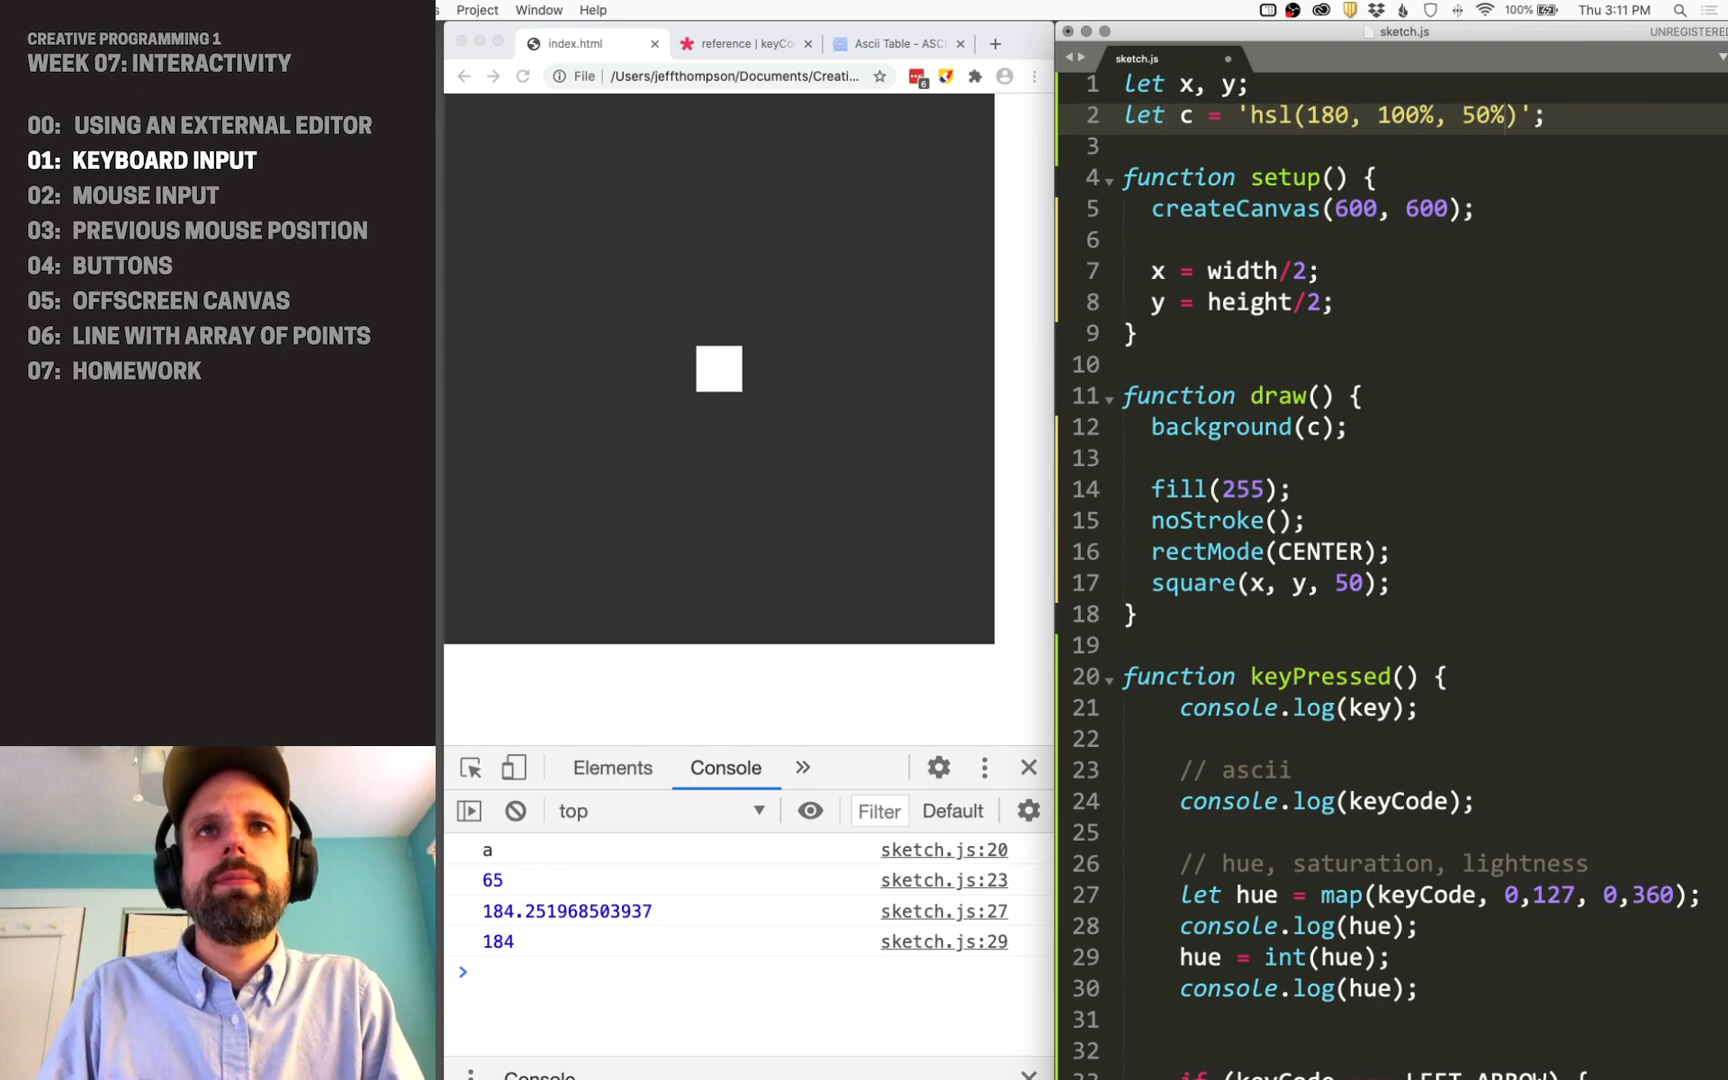 Project Window Help
100% Thu 3:11 PM
CREATIVE PROGRAMMING 1
WEEK 07: INTERACTIVITY
00: USING AN EXTERNAL EDITOR
01: KEYBOARD INPUT
02: MOUSE INPUT
03: PREVIOUS MOUSE POSITION
04: BUTTONS
05: OFFSCREEN CANVAS
06: LINE WITH ARRAY OF POINTS
07: HOMEWORK
index.html
reference | keyCo
Ascii Table - ASCI
File /Users/jeffthompson/Documents/Creati...
6
Elements Console
top Filter Default
a sketch.js:20
65 sketch.js:23
184.251968503937 sketch.js:27
184 sketch.js:29
>
Console
sketch.js UNREGISTERED
sketch.js
1 let x, y;
2 let c = 'hsl(180, 100%, 50%)';
3
4 function setup() {
5 createCanvas(600, 600);
6
7 x = width/2;
8 y = height/2;
9 }
10
11 function draw() {
12 background(c);
13
14 fill(255);
15 noStroke();
16 rectMode(CENTER);
17 square(x, y, 50);
18 }
19
20 function keyPressed() {
21 console.log(key);
22
23 // ascii
24 console.log(keyCode);
25
26 // hue, saturation, lightness
27 let hue = map(keyCode, 0,127, 0,360);
28 console.log(hue);
29 hue = int(hue);
30 console.log(hue);
31
32
33 if (keyCode === LEFT_ARROW) {